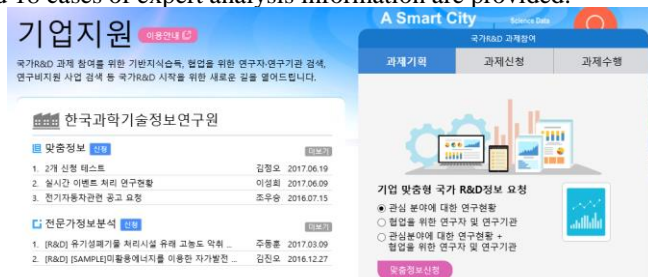 d 18 cases of expert analysis information are provided.
기업지원 이용안내
국가R&D 과제 참여를 위한 기반지식습득, 협업을 위한 연구자·연구기관 검색,
연구비지원 사업 검색 등 국가R&D 시작을 위한 새로운 길을 열어드립니다.
한국과학기술정보연구원
맞춤정보 신청 더보기
1. 2개 신청 테스트 김정오 2017.06.19
2. 실시간 이벤트 처리 연구현황 이성희 2017.06.09
3. 전기자동차관련 공고 요청 조우승 2016.07.15
전문가정보분석 신청 더보기
1. [R&D] 유기성폐기물 처리시설 유래 고농도 악취 ... 주동훈 2017.03.09
2. [R&D] [SAMPLE]미활용에너지를 이용한 자가발전 ... 김진오 2016.12.27
A Smart City Science Data
국가R&D 과제참여
과제기획 과제신청 과제수행
기업 맞춤형 국가 R&D정보 요청
관심 분야에 대한 연구현황
협업을 위한 연구자 및 연구기관
관심분야에 대한 연구현황 +
협업을 위한 연구자 및 연구기관
맞춤정보신청